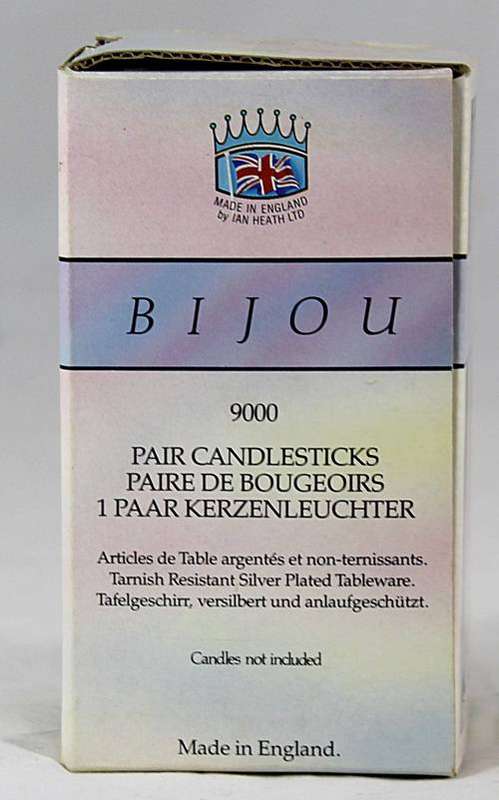 MADE IN ENGLAND
by IAN HEATH LTD
BIJOU
9000
PAIR CANDLESTICKS
PAIRE DE BOUGEOIRS
1 PAAR KERZENLEUCHTER
Articles de Table argentés et non-ternissants.
Tarnish Resistant Silver Plated Tableware.
Tafelgeschirr, versilbert und anlaufgeschützt.
Candles not included
Made in England.